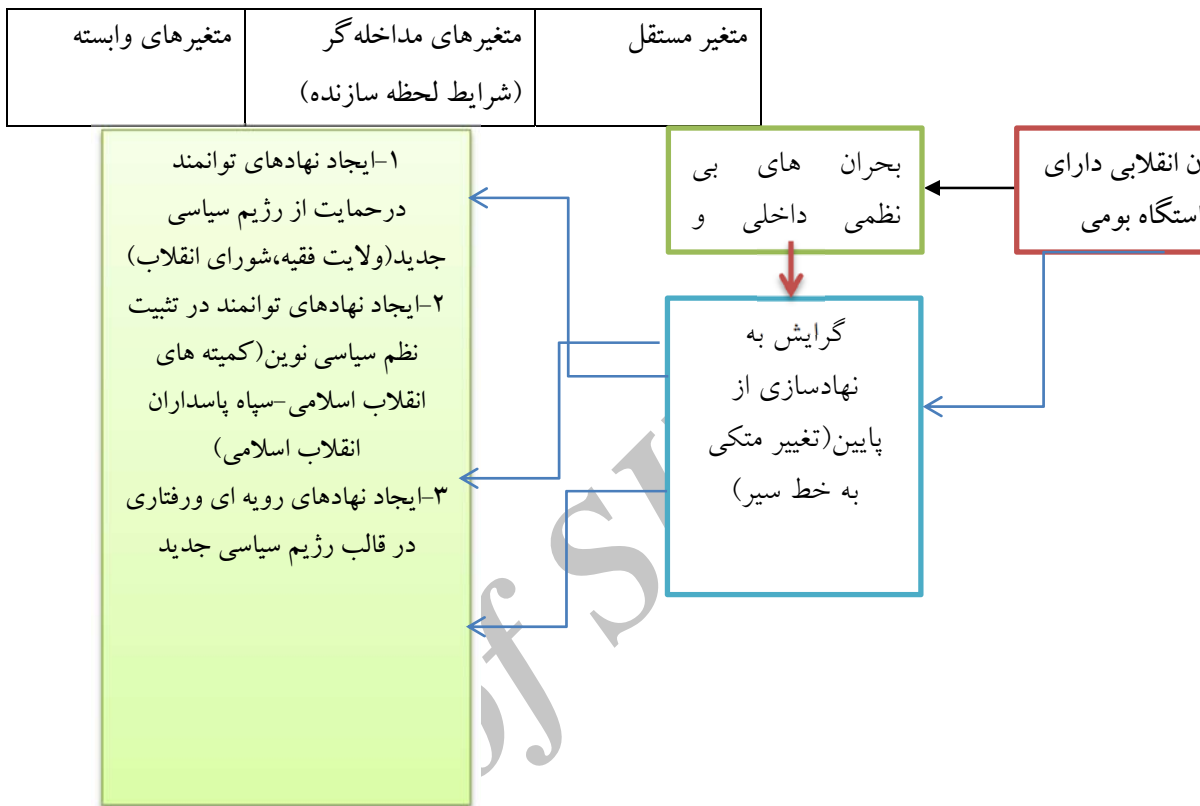 متغیر مستقل
متغیرهای مداخله‌گر
(شرایط لحظه سازنده)
متغیرهای وابسته
انقلابی دارای
بومی
بحران های بی
نظمی داخلی و
گرایش به
نهادسازی از
پایین(تغییر متکی
به خط سیر)
۱-ایجاد نهادهای توانمند
درحمایت از رژیم سیاسی
جدید(ولایت فقیه،شورای انقلاب)
۲-ایجاد نهادهای توانمند در تثبیت
نظم سیاسی نوین(کمیته های
انقلاب اسلامی-سپاه پاسداران
انقلاب اسلامی)
۳-ایجاد نهادهای رویه ای ورفتاری
در قالب رژیم سیاسی جدید
of